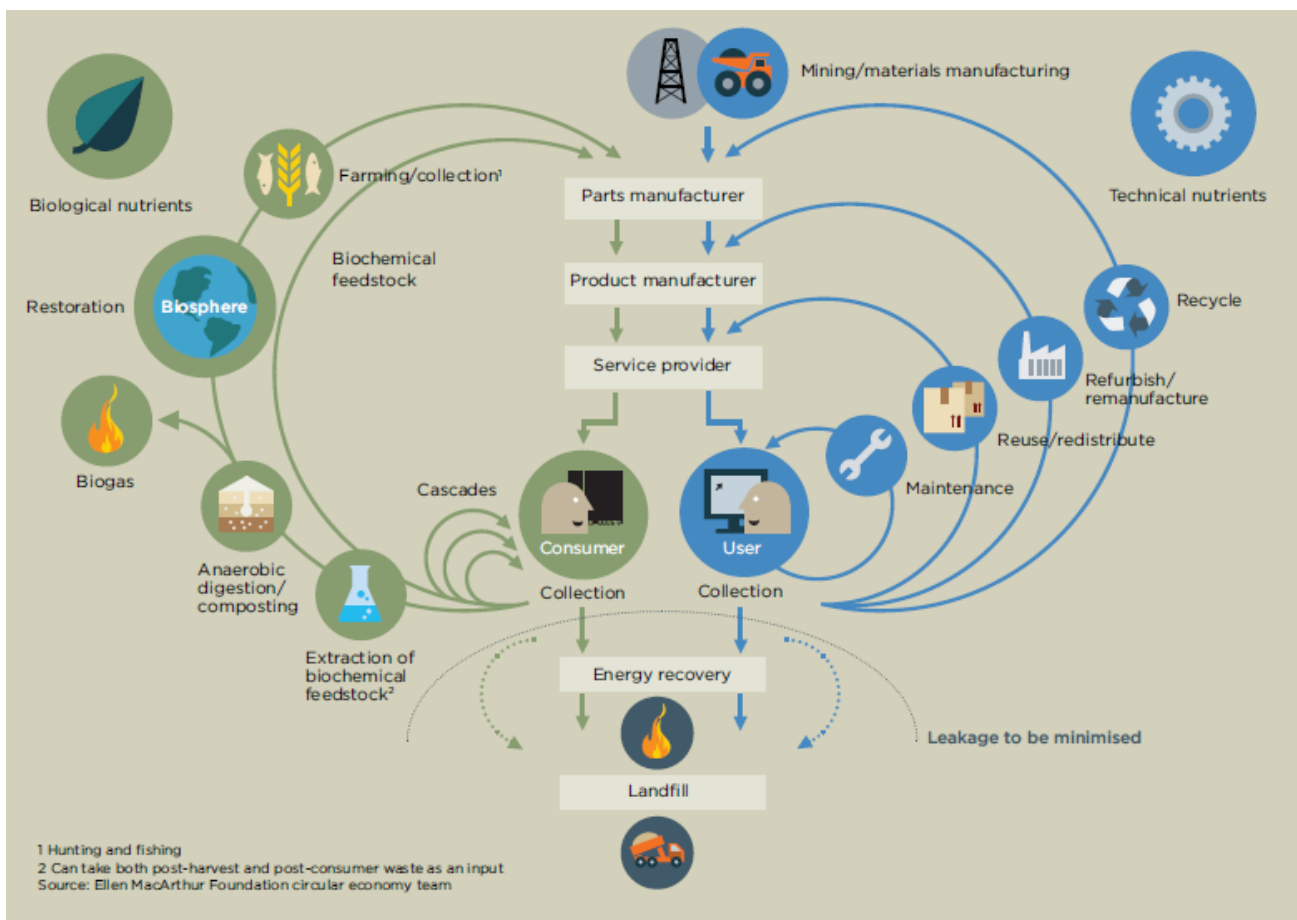 Mining/materials manufacturing
Biological nutrients
Farming/collection¹
Parts manufacturer
Technical nutrients
Biochemical
feedstock
Product manufacturer
Restoration
Biosphere
Recycle
Service provider
Refurbish/
remanufacture
Reuse/redistribute
Biogas
Cascades
Maintenance
Consumer
User
Anaerobic
digestion/
composting
Collection
Collection
Extraction of
biochemical
feedstock²
Energy recovery
Leakage to be minimised
Landfill
1 Hunting and fishing
2 Can take both post-harvest and post-consumer waste as an input
Source: Ellen MacArthur Foundation circular economy team